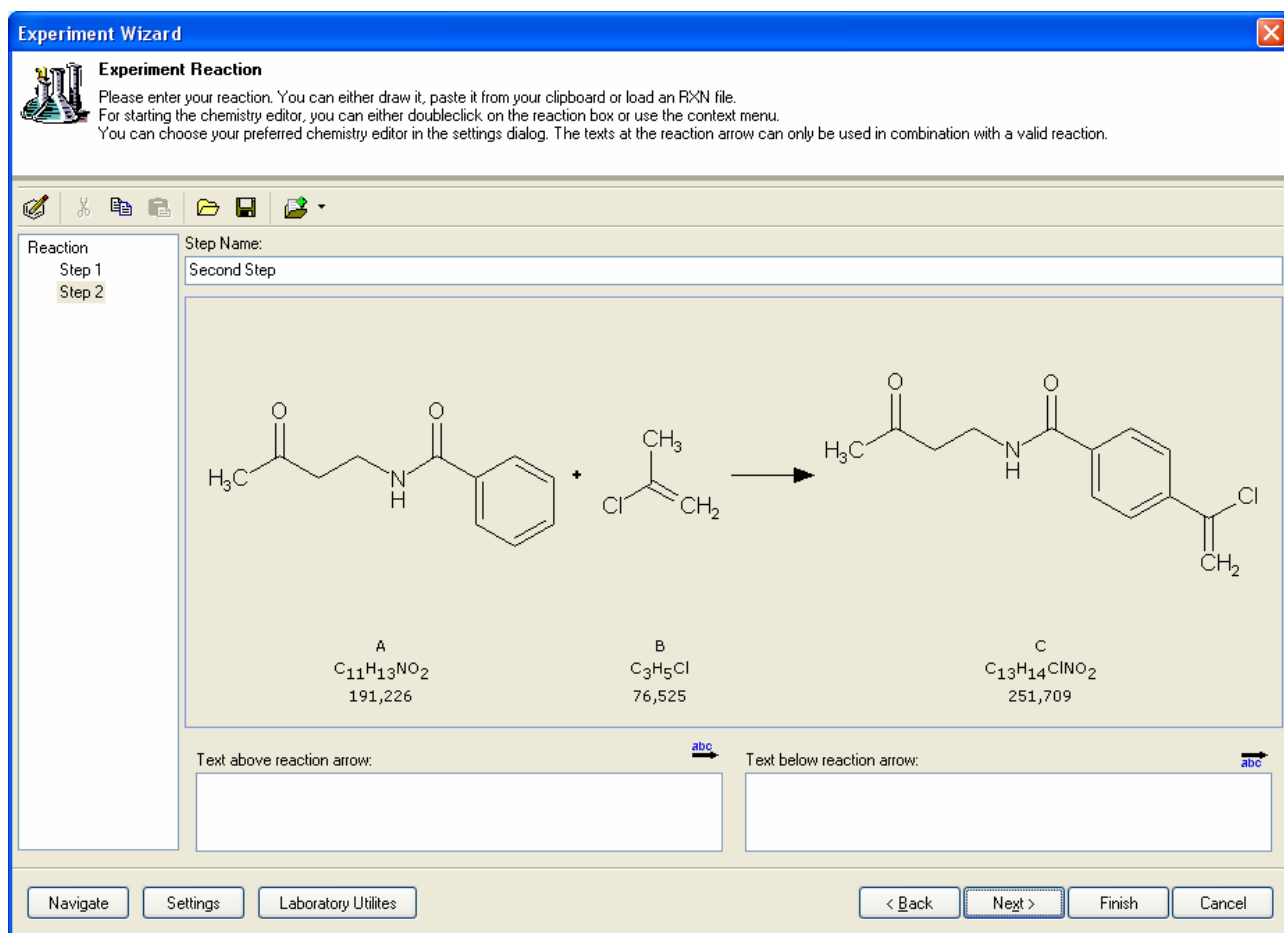 Experiment Wizard
Experiment Reaction
Please enter your reaction. You can either draw it, paste it from your clipboard or load an RXN file.
For starting the chemistry editor, you can either doubleclick on the reaction box or use the context menu.
You can choose your preferred chemistry editor in the settings dialog. The texts at the reaction arrow can only be used in combination with a valid reaction.
Reaction
Step 1
Step 2
Step Name:
Second Step
O
O
H₃C
N
H
+
CH₃
Cl
CH₂
O
O
H₃C
N
H
Cl
CH₂
A
C₁₁H₁₃NO₂
191,226
B
C₃H₅Cl
76,525
C
C₁₃H₁₄ClNO₂
251,709
Text above reaction arrow:
abc
Text below reaction arrow:
abc
Navigate
Settings
Laboratory Utilites
< Back
Next >
Finish
Cancel